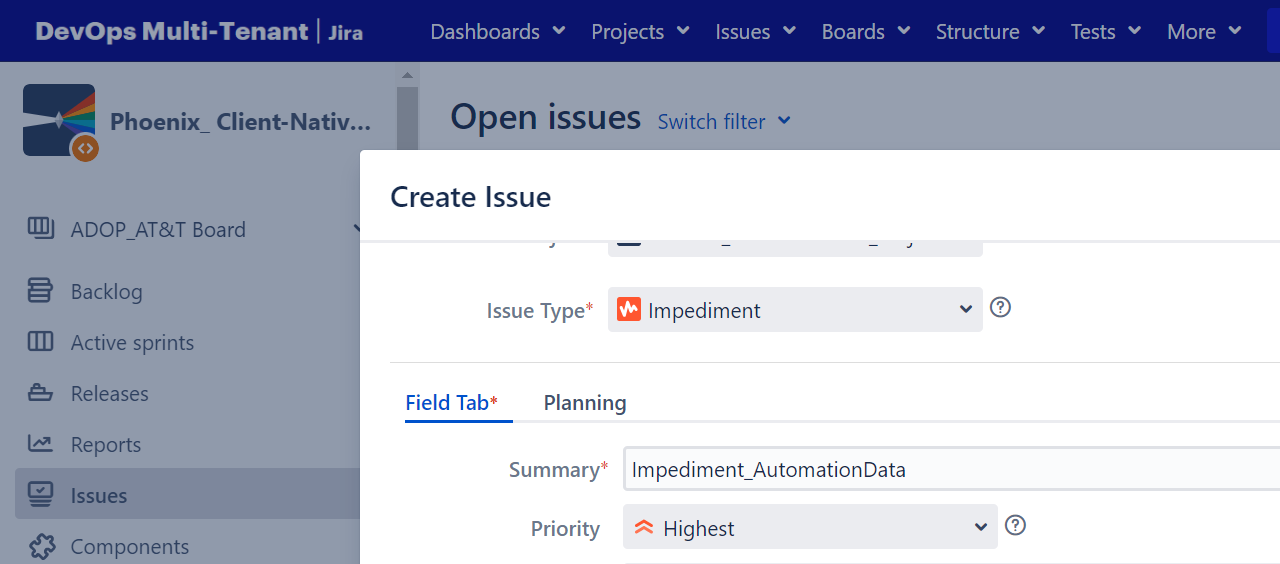 DevOps Multi-Tenant | Jira Dashboards Projects Issues Boards Structure Tests More
Phoenix_ Client-Nativ...
Open issues Switch filter
Create Issue
ADOP_AT&T Board
Backlog
Issue Type* Impediment
Active sprints
Releases
Field Tab* Planning
Reports
Summary* Impediment_AutomationData
Issues
Priority Highest
Components